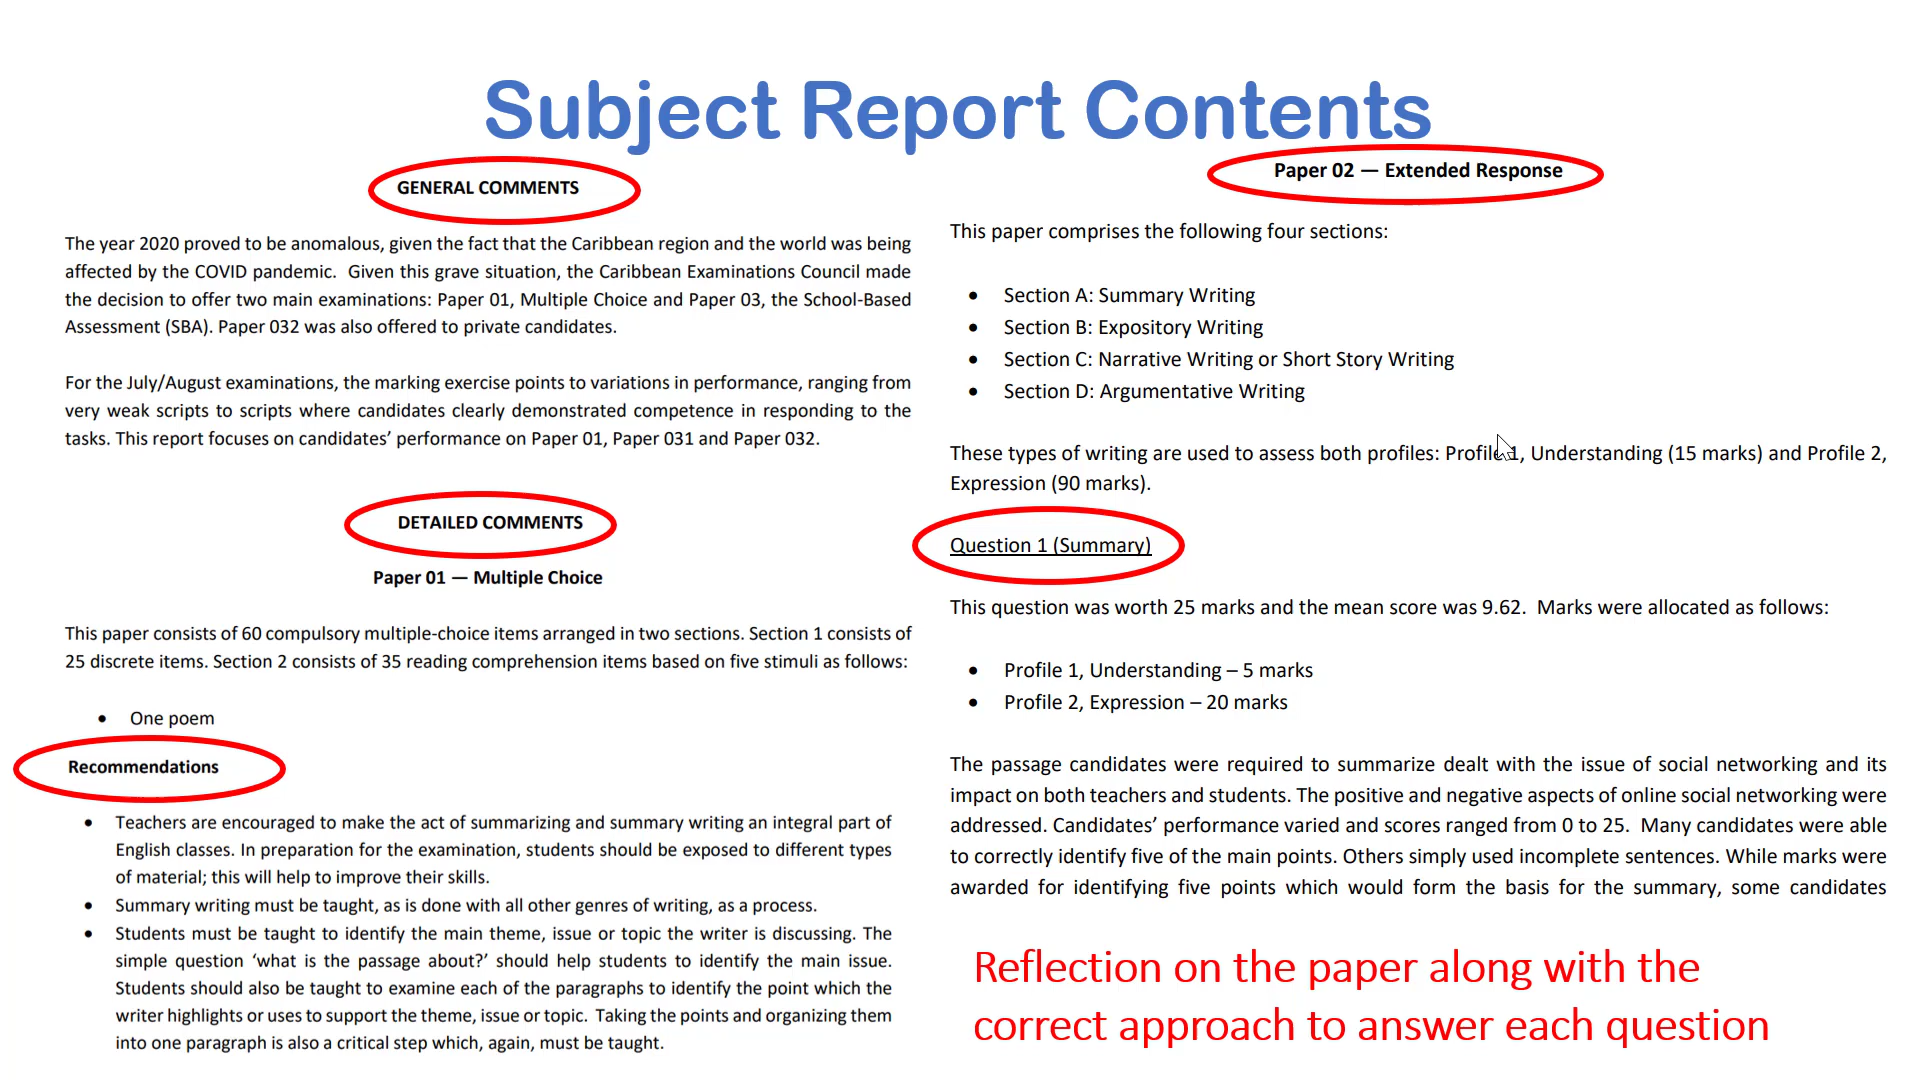 Subject Report Contents
GENERAL COMMENTS
The year 2020 proved to be anomalous, given the fact that the Caribbean region and the world was being
affected by the COVID pandemic. Given this grave situation, the Caribbean Examinations Council made
the decision to offer two main examinations: Paper 01, Multiple Choice and Paper 03, the School-Based
Assessment (SBA). Paper 032 was also offered to private candidates.
For the July/August examinations, the marking exercise points to variations in performance, ranging from
very weak scripts to scripts where candidates clearly demonstrated competence in responding to the
tasks. This report focuses on candidates’ performance on Paper 01, Paper 031 and Paper 032.
DETAILED COMMENTS
Paper 01 — Multiple Choice
This paper consists of 60 compulsory multiple-choice items arranged in two sections. Section 1 consists of
25 discrete items. Section 2 consists of 35 reading comprehension items based on five stimuli as follows:
• One poem
Recommendations
• Teachers are encouraged to make the act of summarizing and summary writing an integral part of
English classes. In preparation for the examination, students should be exposed to different types
of material; this will help to improve their skills.
• Summary writing must be taught, as is done with all other genres of writing, as a process.
• Students must be taught to identify the main theme, issue or topic the writer is discussing. The
simple question ‘what is the passage about?’ should help students to identify the main issue.
Students should also be taught to examine each of the paragraphs to identify the point which the
writer highlights or uses to support the theme, issue or topic. Taking the points and organizing them
into one paragraph is also a critical step which, again, must be taught.
Paper 02 — Extended Response
This paper comprises the following four sections:
• Section A: Summary Writing
• Section B: Expository Writing
• Section C: Narrative Writing or Short Story Writing
• Section D: Argumentative Writing
These types of writing are used to assess both profiles: Profile 1, Understanding (15 marks) and Profile 2,
Expression (90 marks).
Question 1 (Summary)
This question was worth 25 marks and the mean score was 9.62. Marks were allocated as follows:
• Profile 1, Understanding – 5 marks
• Profile 2, Expression – 20 marks
The passage candidates were required to summarize dealt with the issue of social networking and its
impact on both teachers and students. The positive and negative aspects of online social networking were
addressed. Candidates’ performance varied and scores ranged from 0 to 25. Many candidates were able
to correctly identify five of the main points. Others simply used incomplete sentences. While marks were
awarded for identifying five points which would form the basis for the summary, some candidates
Reflection on the paper along with the
correct approach to answer each question